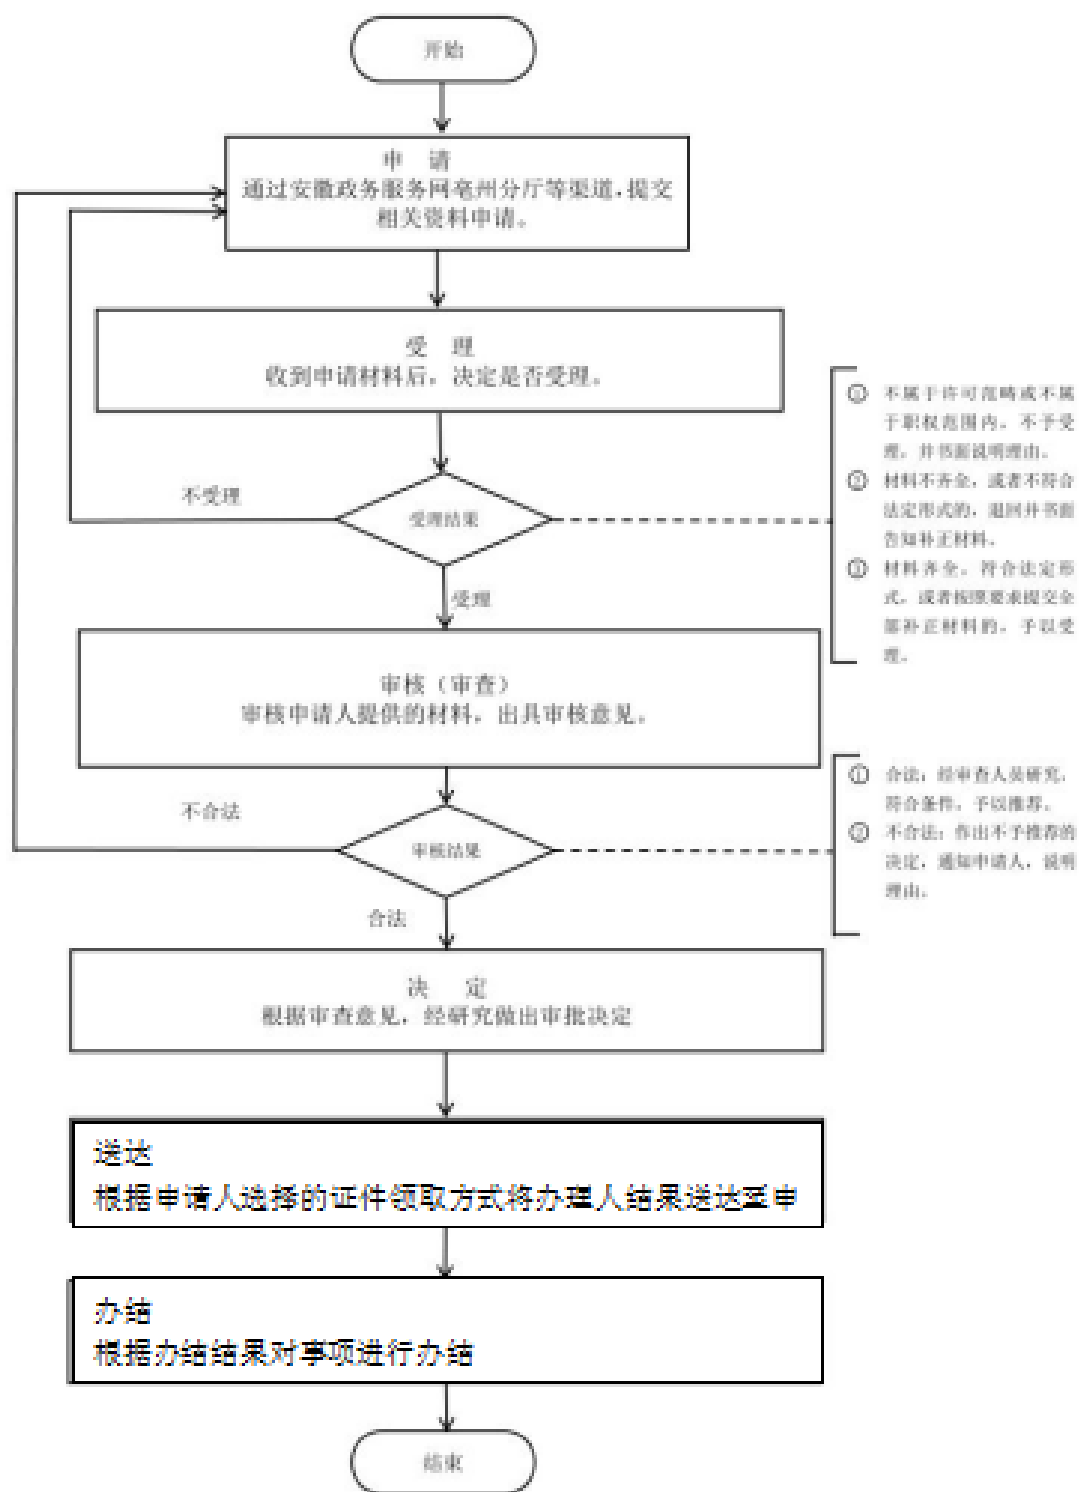 开始
申 请
通过安徽政务服务网亳州分厅等渠道,提交
相关资料申请。
受 理
收到申请材料后，决定是否受理。
① 不属于许可范畴或不属
于职权范围内，不予受
理，并书面说明理由。
② 材料不齐全，或者不符合
法定形式的，退回并书面
告知补正材料。
③ 材料齐全，符合法定形
式，或者按照要求提交全
部补正材料的，予以受
理。
不受理
受理结果
受理
审核（审查）
审核申请人提供的材料，出具审核意见。
① 合法：经审查人员研究，
符合条件，予以推荐。
② 不合法：作出不予推荐的
决定，通知申请人，说明
理由。
不合法
审核结果
合法
决 定
根据审查意见，经研究做出审批决定
送达
根据申请人选择的证件领取方式将办理人结果送达至申
办结
根据办结结果对事项进行办结
结束